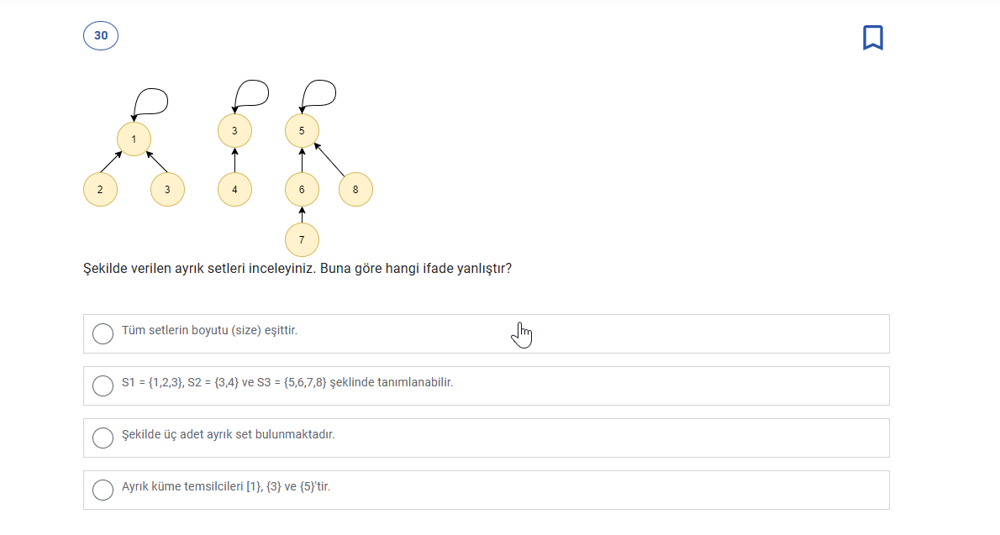 30
1
3
5
2
3
4
6
8
7
Şekilde verilen ayrık setleri inceleyiniz. Buna göre hangi ifade yanlıştır?
Tüm setlerin boyutu (size) eşittir.
S1 = {1,2,3}, S2 = {3,4} ve S3 = {5,6,7,8} şeklinde tanımlanabilir.
Şekilde üç adet ayrık set bulunmaktadır.
Ayrık küme temsilcileri [1}, {3} ve {5}'tir.